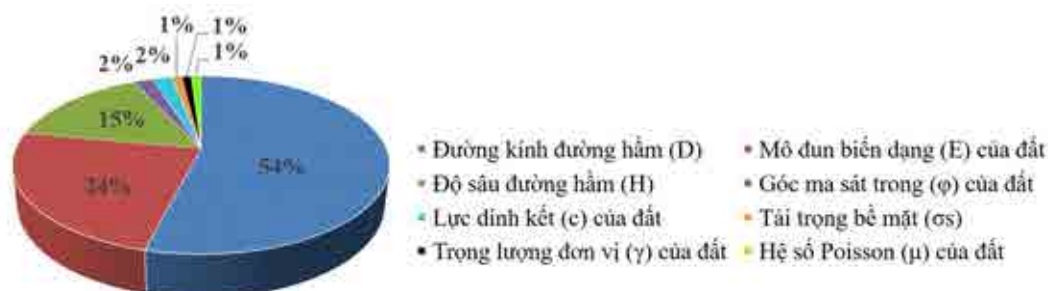 1% 1%
2% 2% 1%
15%
54%
24%
• Đường kính đường hầm (D) • Mô đun biến dạng (E) của đất
• Độ sâu đường hầm (H) • Góc ma sát trong (φ) của đất
• Lực dính kết (c) của đất • Tải trọng bề mặt (σs)
• Trọng lượng đơn vị (γ) của đất • Hệ số Poisson (μ) của đất